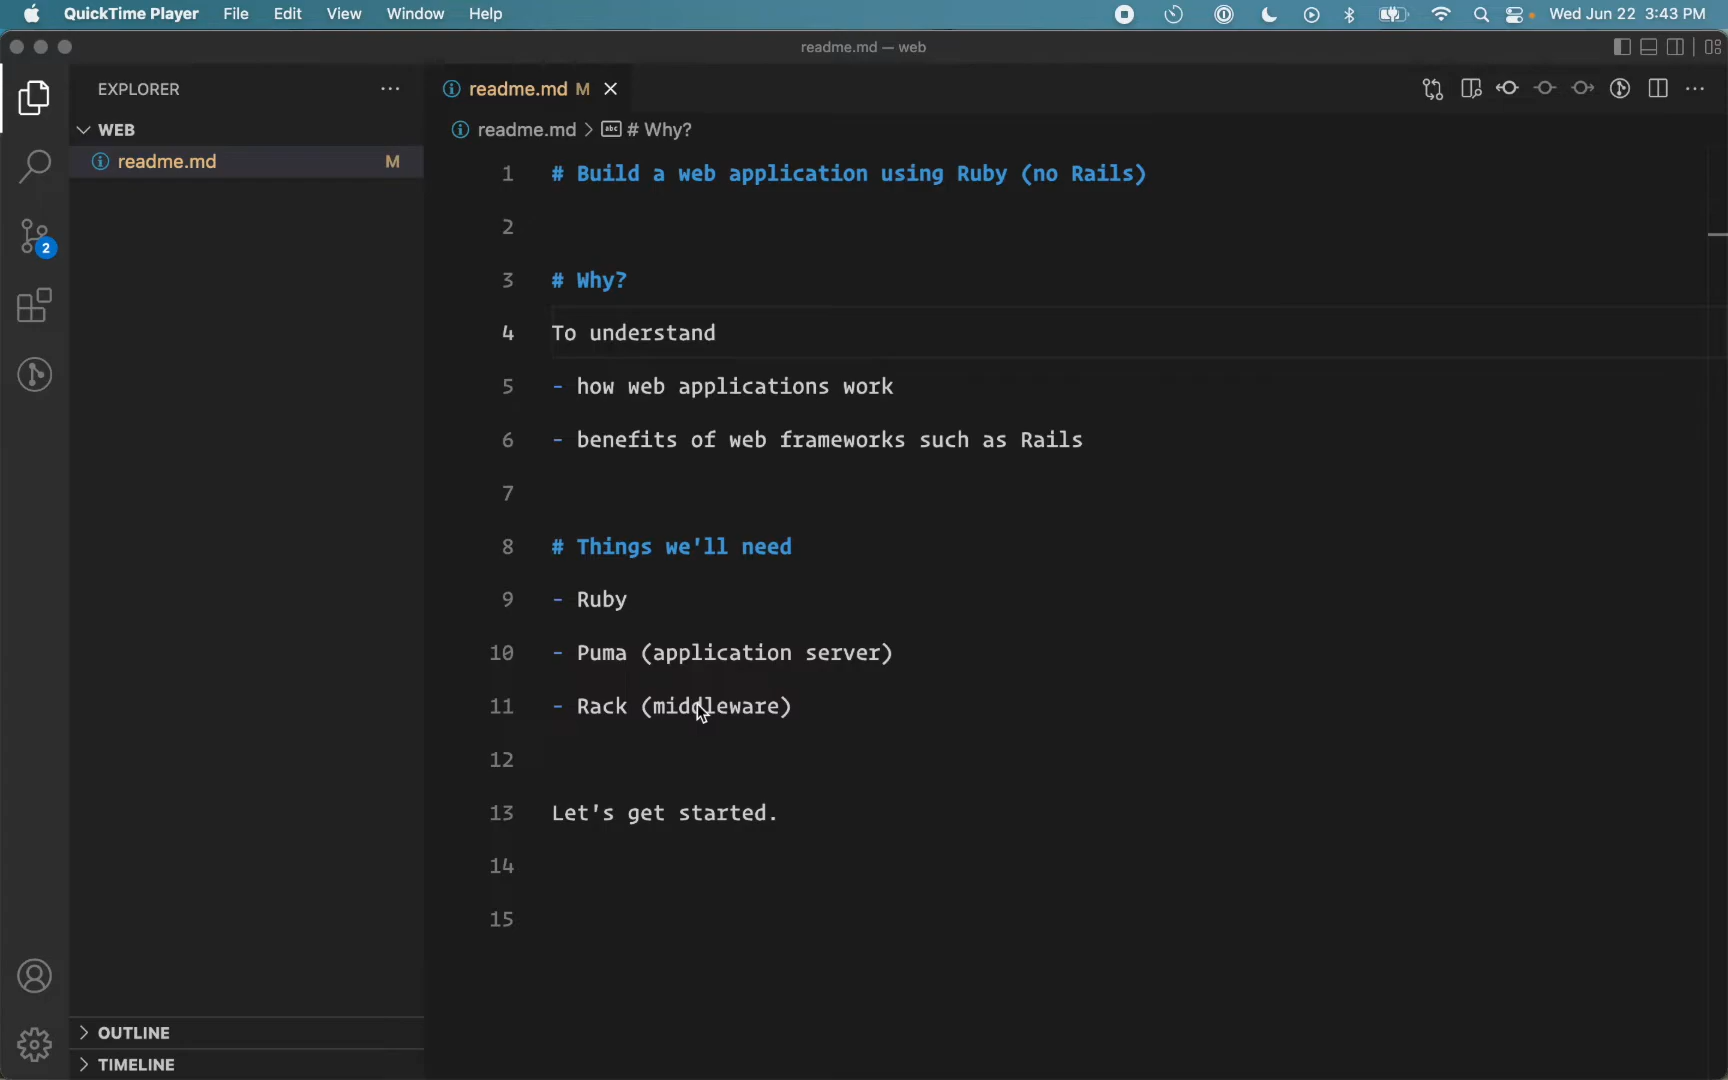 QuickTime Player File Edit View Window Help Wed Jun 22 3:43 PM
readme.md — web
EXPLORER
readme.md M
readme.md > # Why?
WEB
readme.md M
2
1 # Build a web application using Ruby (no Rails)
2
3 # Why?
4 To understand
5 - how web applications work
6 - benefits of web frameworks such as Rails
7
8 # Things we'll need
9 - Ruby
10 - Puma (application server)
11 - Rack (middleware)
12
13 Let's get started.
14
15
OUTLINE
TIMELINE